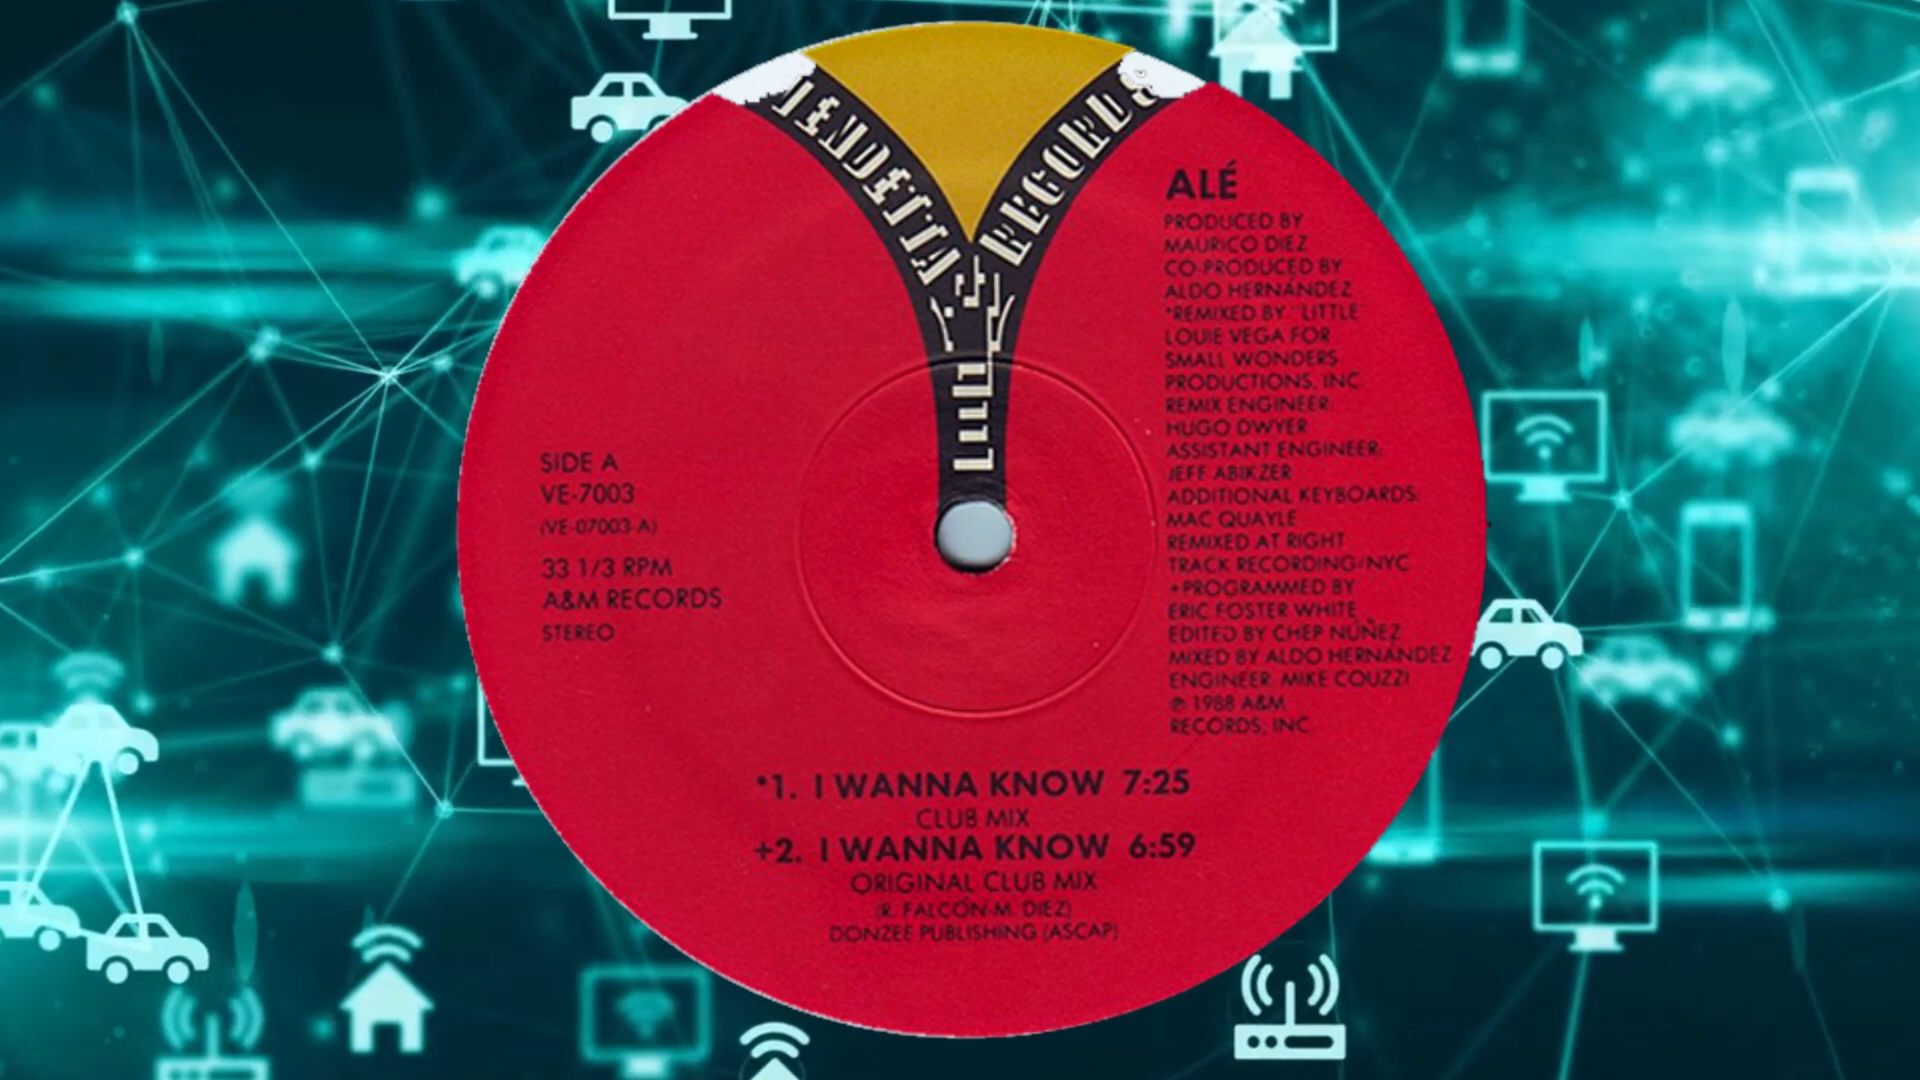 VENDETTA RECORDS
ALÉ
PRODUCED BY
MAURICO DIEZ
CO-PRODUCED BY
ALDO HERNÁNDEZ
*REMIXED BY "LITTLE"
LOUIE VEGA FOR
SMALL WONDERS
PRODUCTIONS, INC.
REMIX ENGINEER:
HUGO DWYER
ASSISTANT ENGINEER:
JEFF ABIKZER
ADDITIONAL KEYBOARDS:
MAC QUAYLE
REMIXED AT RIGHT
TRACK RECORDING/NYC
+PROGRAMMED BY
ERIC FOSTER WHITE
EDITED BY CHEP NÚÑEZ
MIXED BY ALDO HERNÁNDEZ
ENGINEER: MIKE COUZZI
℗ 1988 A&M
RECORDS, INC.
SIDE A
VE-7003
(VE-07003-A)
33 1/3 RPM
A&M RECORDS
STEREO
*1. I WANNA KNOW 7:25
CLUB MIX
+2. I WANNA KNOW 6:59
ORIGINAL CLUB MIX
(R. FALCÓN-M. DIEZ)
DONZEE PUBLISHING (ASCAP)